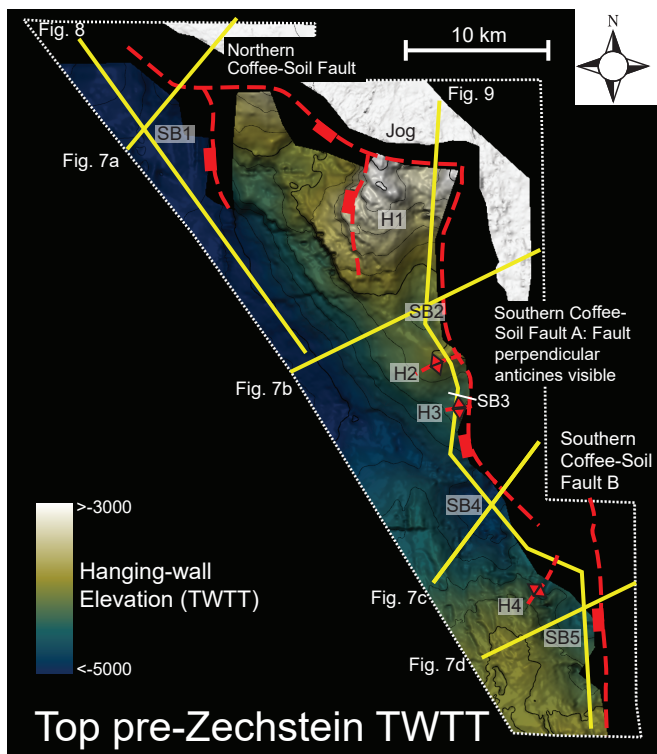 N
Fig. 8
10 km
Northern
Coffee-Soil Fault
Fig. 9
Jog
SB1
Fig. 7a
H1
SB2
Southern Coffee-
Soil Fault A: Fault
perpendicular
anticines visible
H2
Fig. 7b
SB3
H3
Southern
Coffee-Soil
Fault B
SB4
>-3000
Hanging-wall
Elevation (TWTT)
Fig. 7c
H4
SB5
<-5000
Fig. 7d
Top pre-Zechstein TWTT